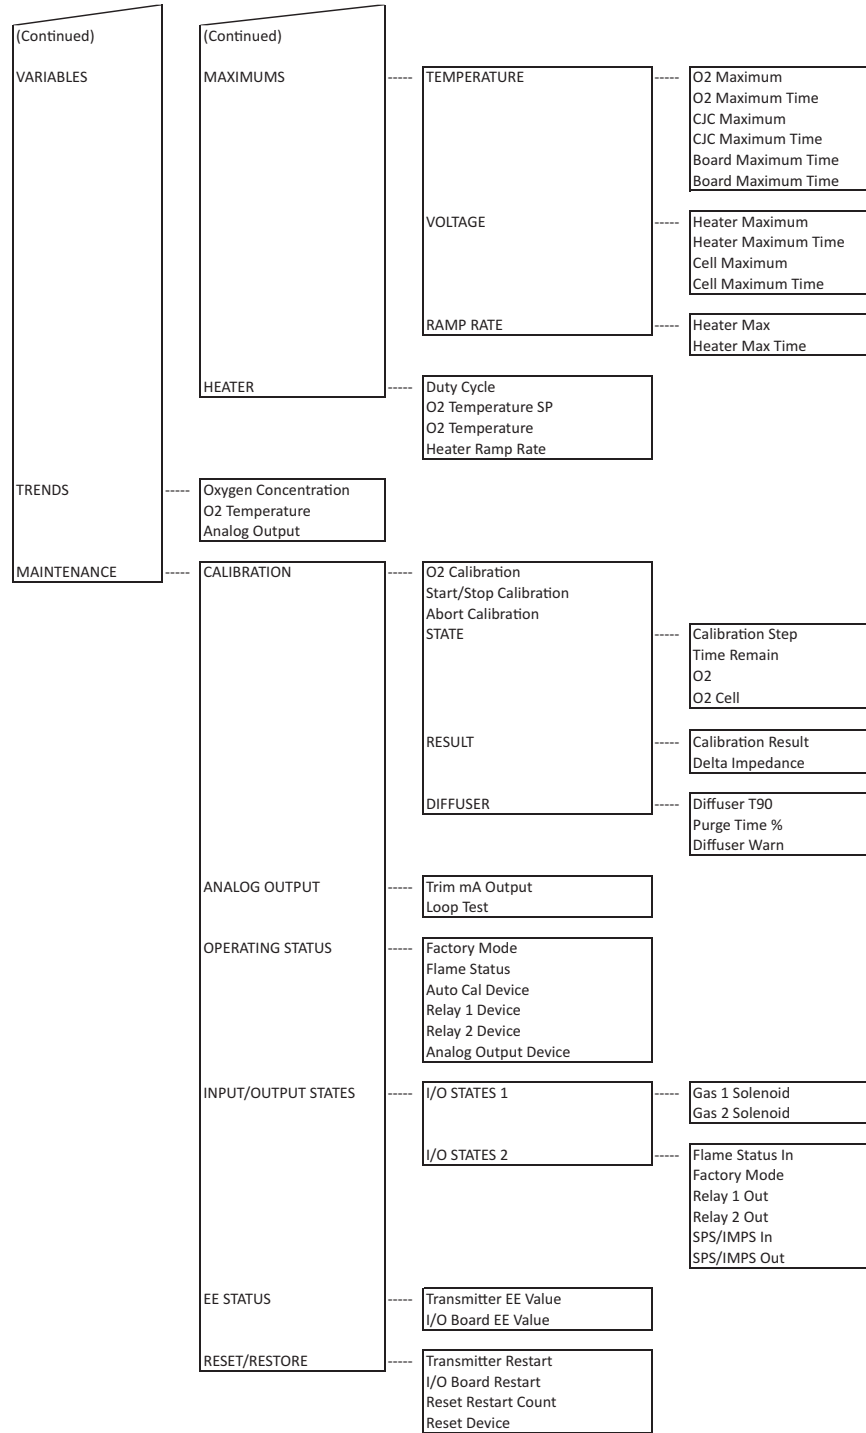 (Continued)
(Continued)
VARIABLES
MAXIMUMS
-----
TEMPERATURE
-----
O2 Maximum
O2 Maximum Time
CJC Maximum
CJC Maximum Time
Board Maximum Time
Board Maximum Time
VOLTAGE
-----
Heater Maximum
Heater Maximum Time
Cell Maximum
Cell Maximum Time
RAMP RATE
-----
Heater Max
Heater Max Time
HEATER
-----
Duty Cycle
O2 Temperature SP
O2 Temperature
Heater Ramp Rate
TRENDS
-----
Oxygen Concentration
O2 Temperature
Analog Output
MAINTENANCE
-----
CALIBRATION
-----
O2 Calibration
Start/Stop Calibration
Abort Calibration
STATE
-----
Calibration Step
Time Remain
O2
O2 Cell
RESULT
-----
Calibration Result
Delta Impedance
DIFFUSER
-----
Diffuser T90
Purge Time %
Diffuser Warn
ANALOG OUTPUT
-----
Trim mA Output
Loop Test
OPERATING STATUS
-----
Factory Mode
Flame Status
Auto Cal Device
Relay 1 Device
Relay 2 Device
Analog Output Device
INPUT/OUTPUT STATES
-----
I/O STATES 1
-----
Gas 1 Solenoid
Gas 2 Solenoid
I/O STATES 2
-----
Flame Status In
Factory Mode
Relay 1 Out
Relay 2 Out
SPS/IMPS In
SPS/IMPS Out
EE STATUS
-----
Transmitter EE Value
I/O Board EE Value
RESET/RESTORE
-----
Transmitter Restart
I/O Board Restart
Reset Restart Count
Reset Device